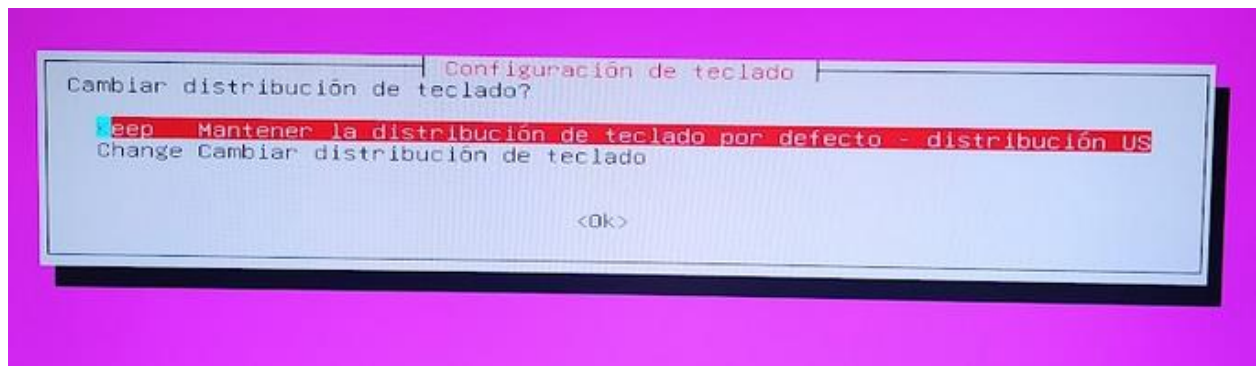 Configuración de teclado
Cambiar distribución de teclado?
Keep Mantener la distribución de teclado por defecto - distribución US
Change Cambiar distribución de teclado
<Ok>